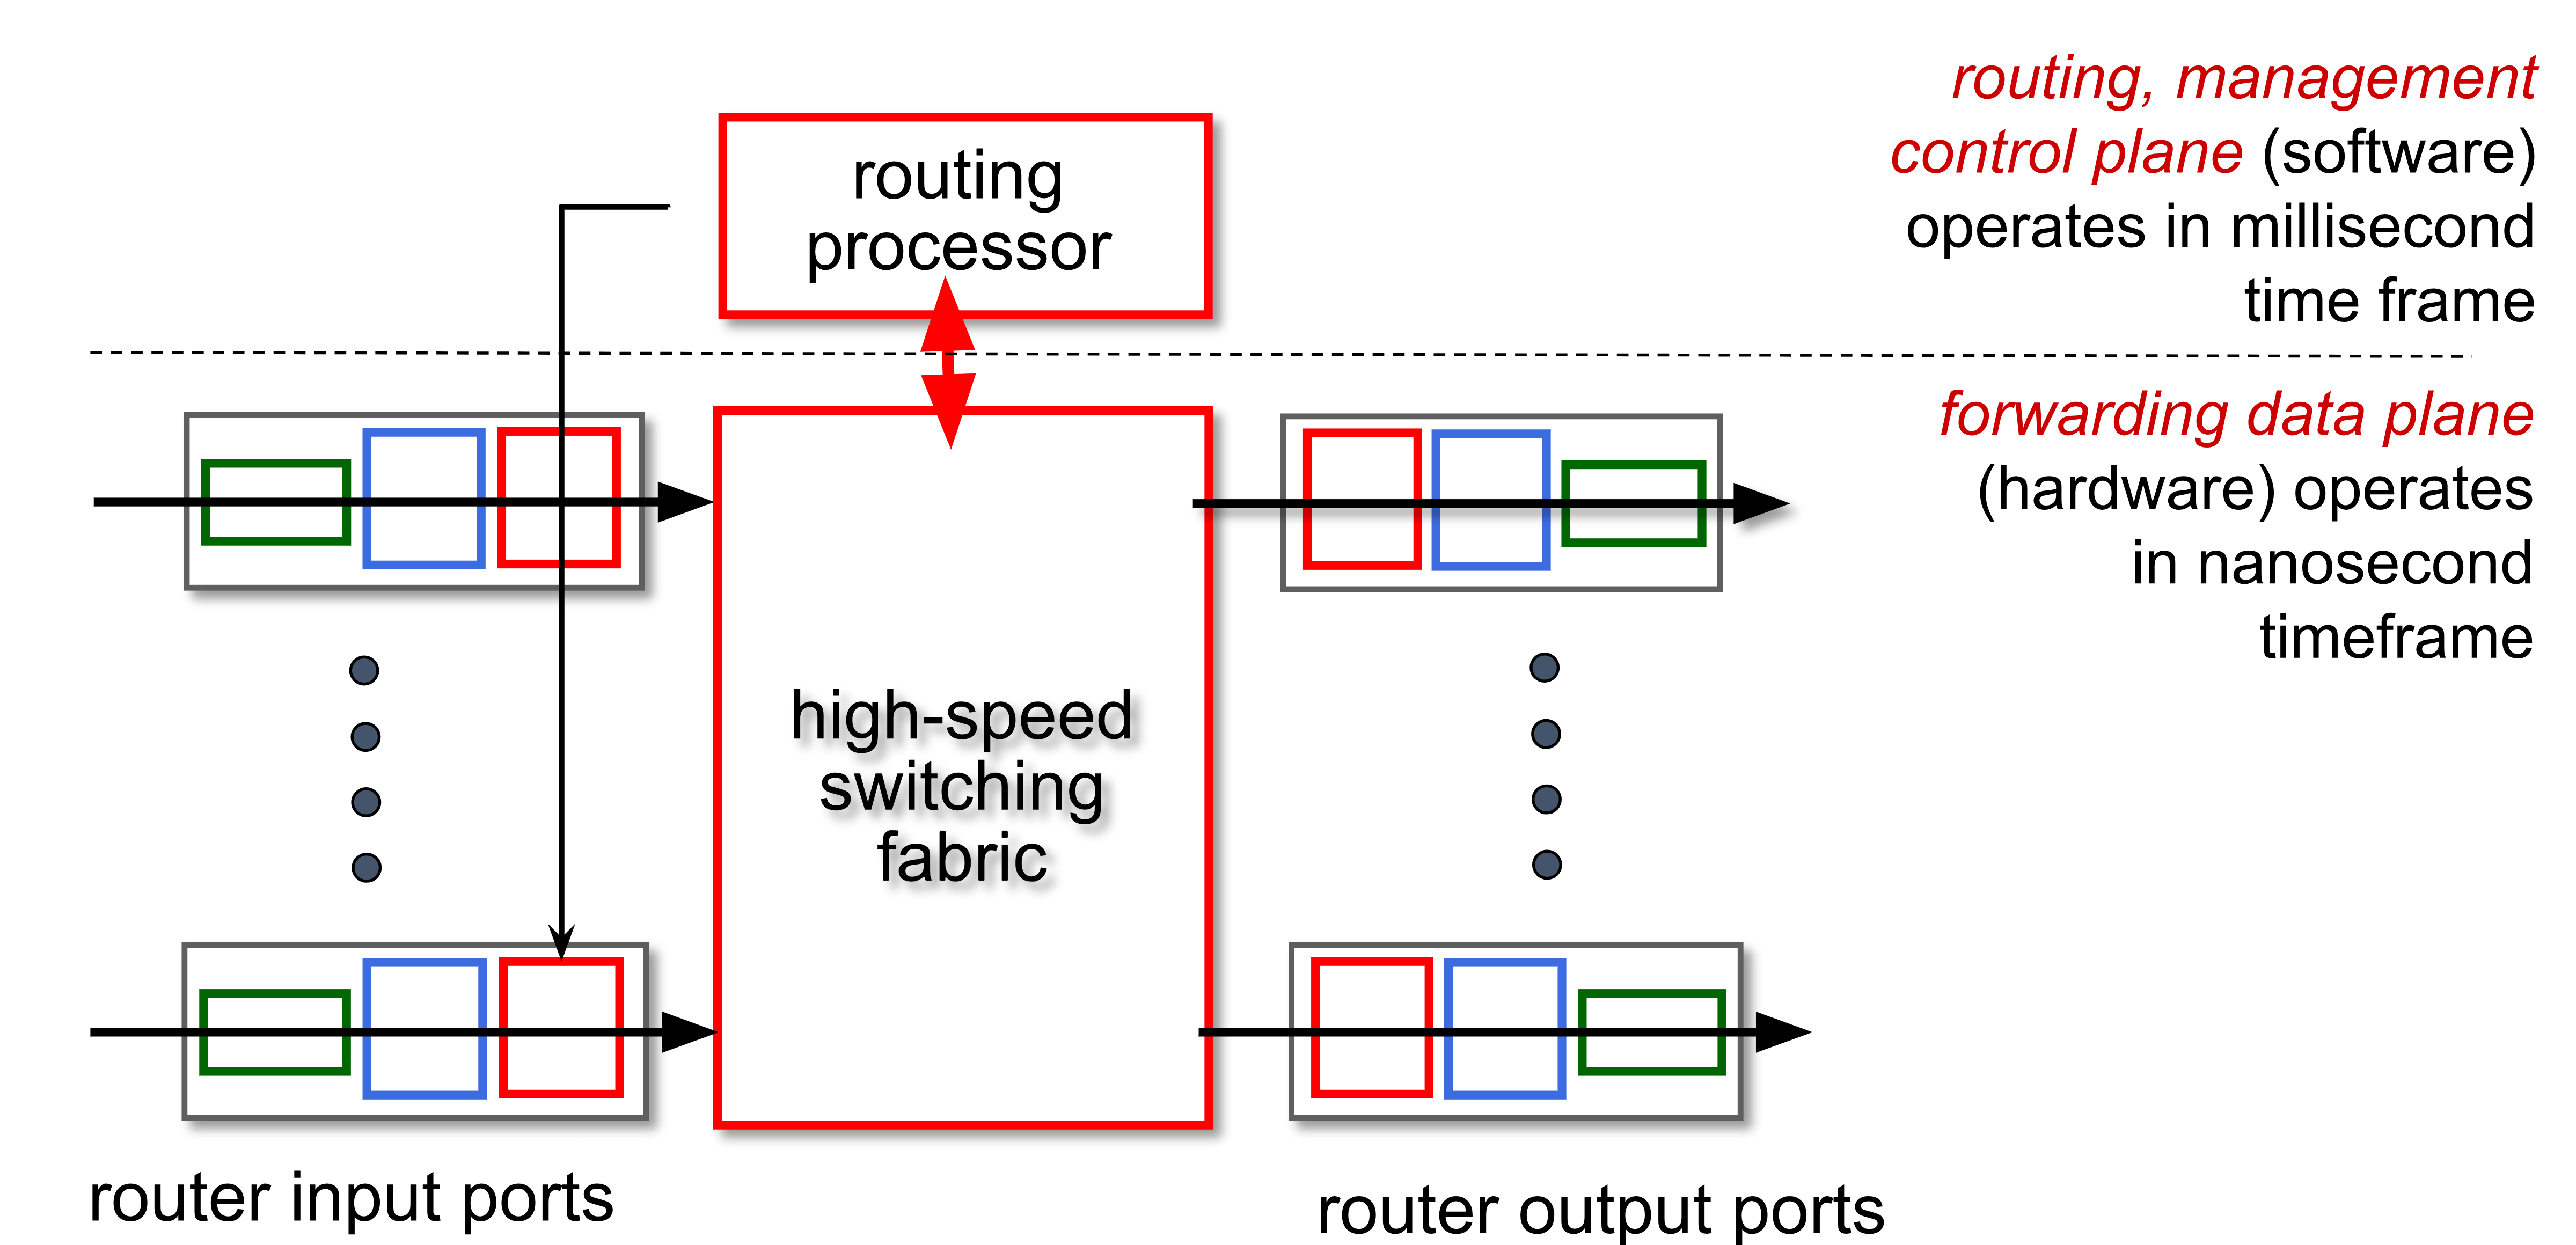 routing, management
control plane (software)
operates in millisecond
time frame
routing
processor
forwarding data plane
(hardware) operates
in nanosecond
timeframe
high-speed
switching
fabric
router input ports
router output ports